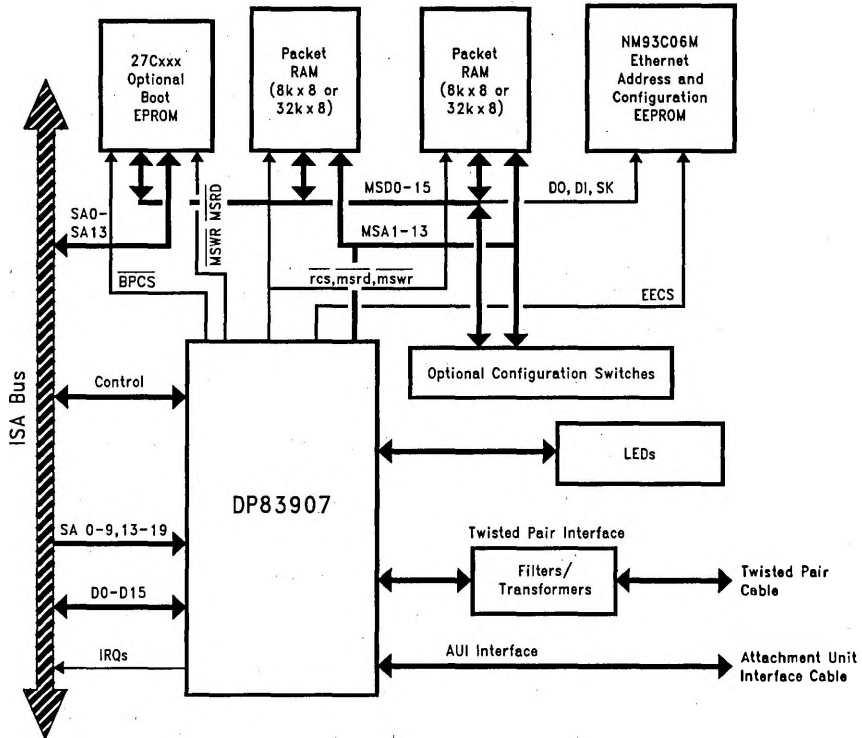 27Cxxx
Optional
Boot
EPROM
Packet
RAM
(8k x 8 or
32k x 8)
Packet
RAM
(8k x 8 or
32k x 8)
NM93C06M
Ethernet
Address and
Configuration
EEPROM
SA0-
SA13
MSWR MSRD
MSD0-15
DO, DI, SK
MSA1-13
BPCS
rcs,msrd,mswr
EECS
Optional Configuration Switches
ISA Bus
Control
LEDs
DP83907
SA 0-9,13-19
Twisted Pair Interface
Filters/
Transformers
Twisted Pair
Cable
D0-D15
IRQs
AUI Interface
Attachment Unit
Interface Cable